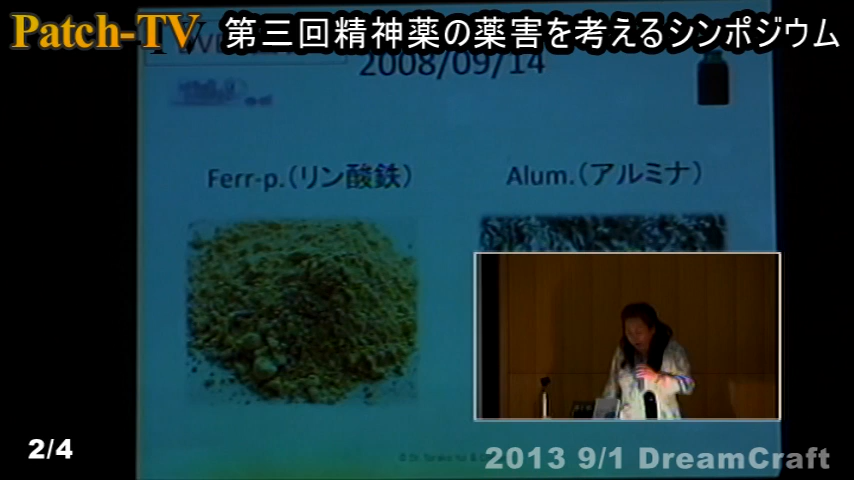 Patch-TV 第三回精神薬の薬害を考えるシンポジウム
2008/09/14
Ferr-p.(リン酸鉄) Alum.(アルミナ)
2/4
2013 9/1 DreamCraft